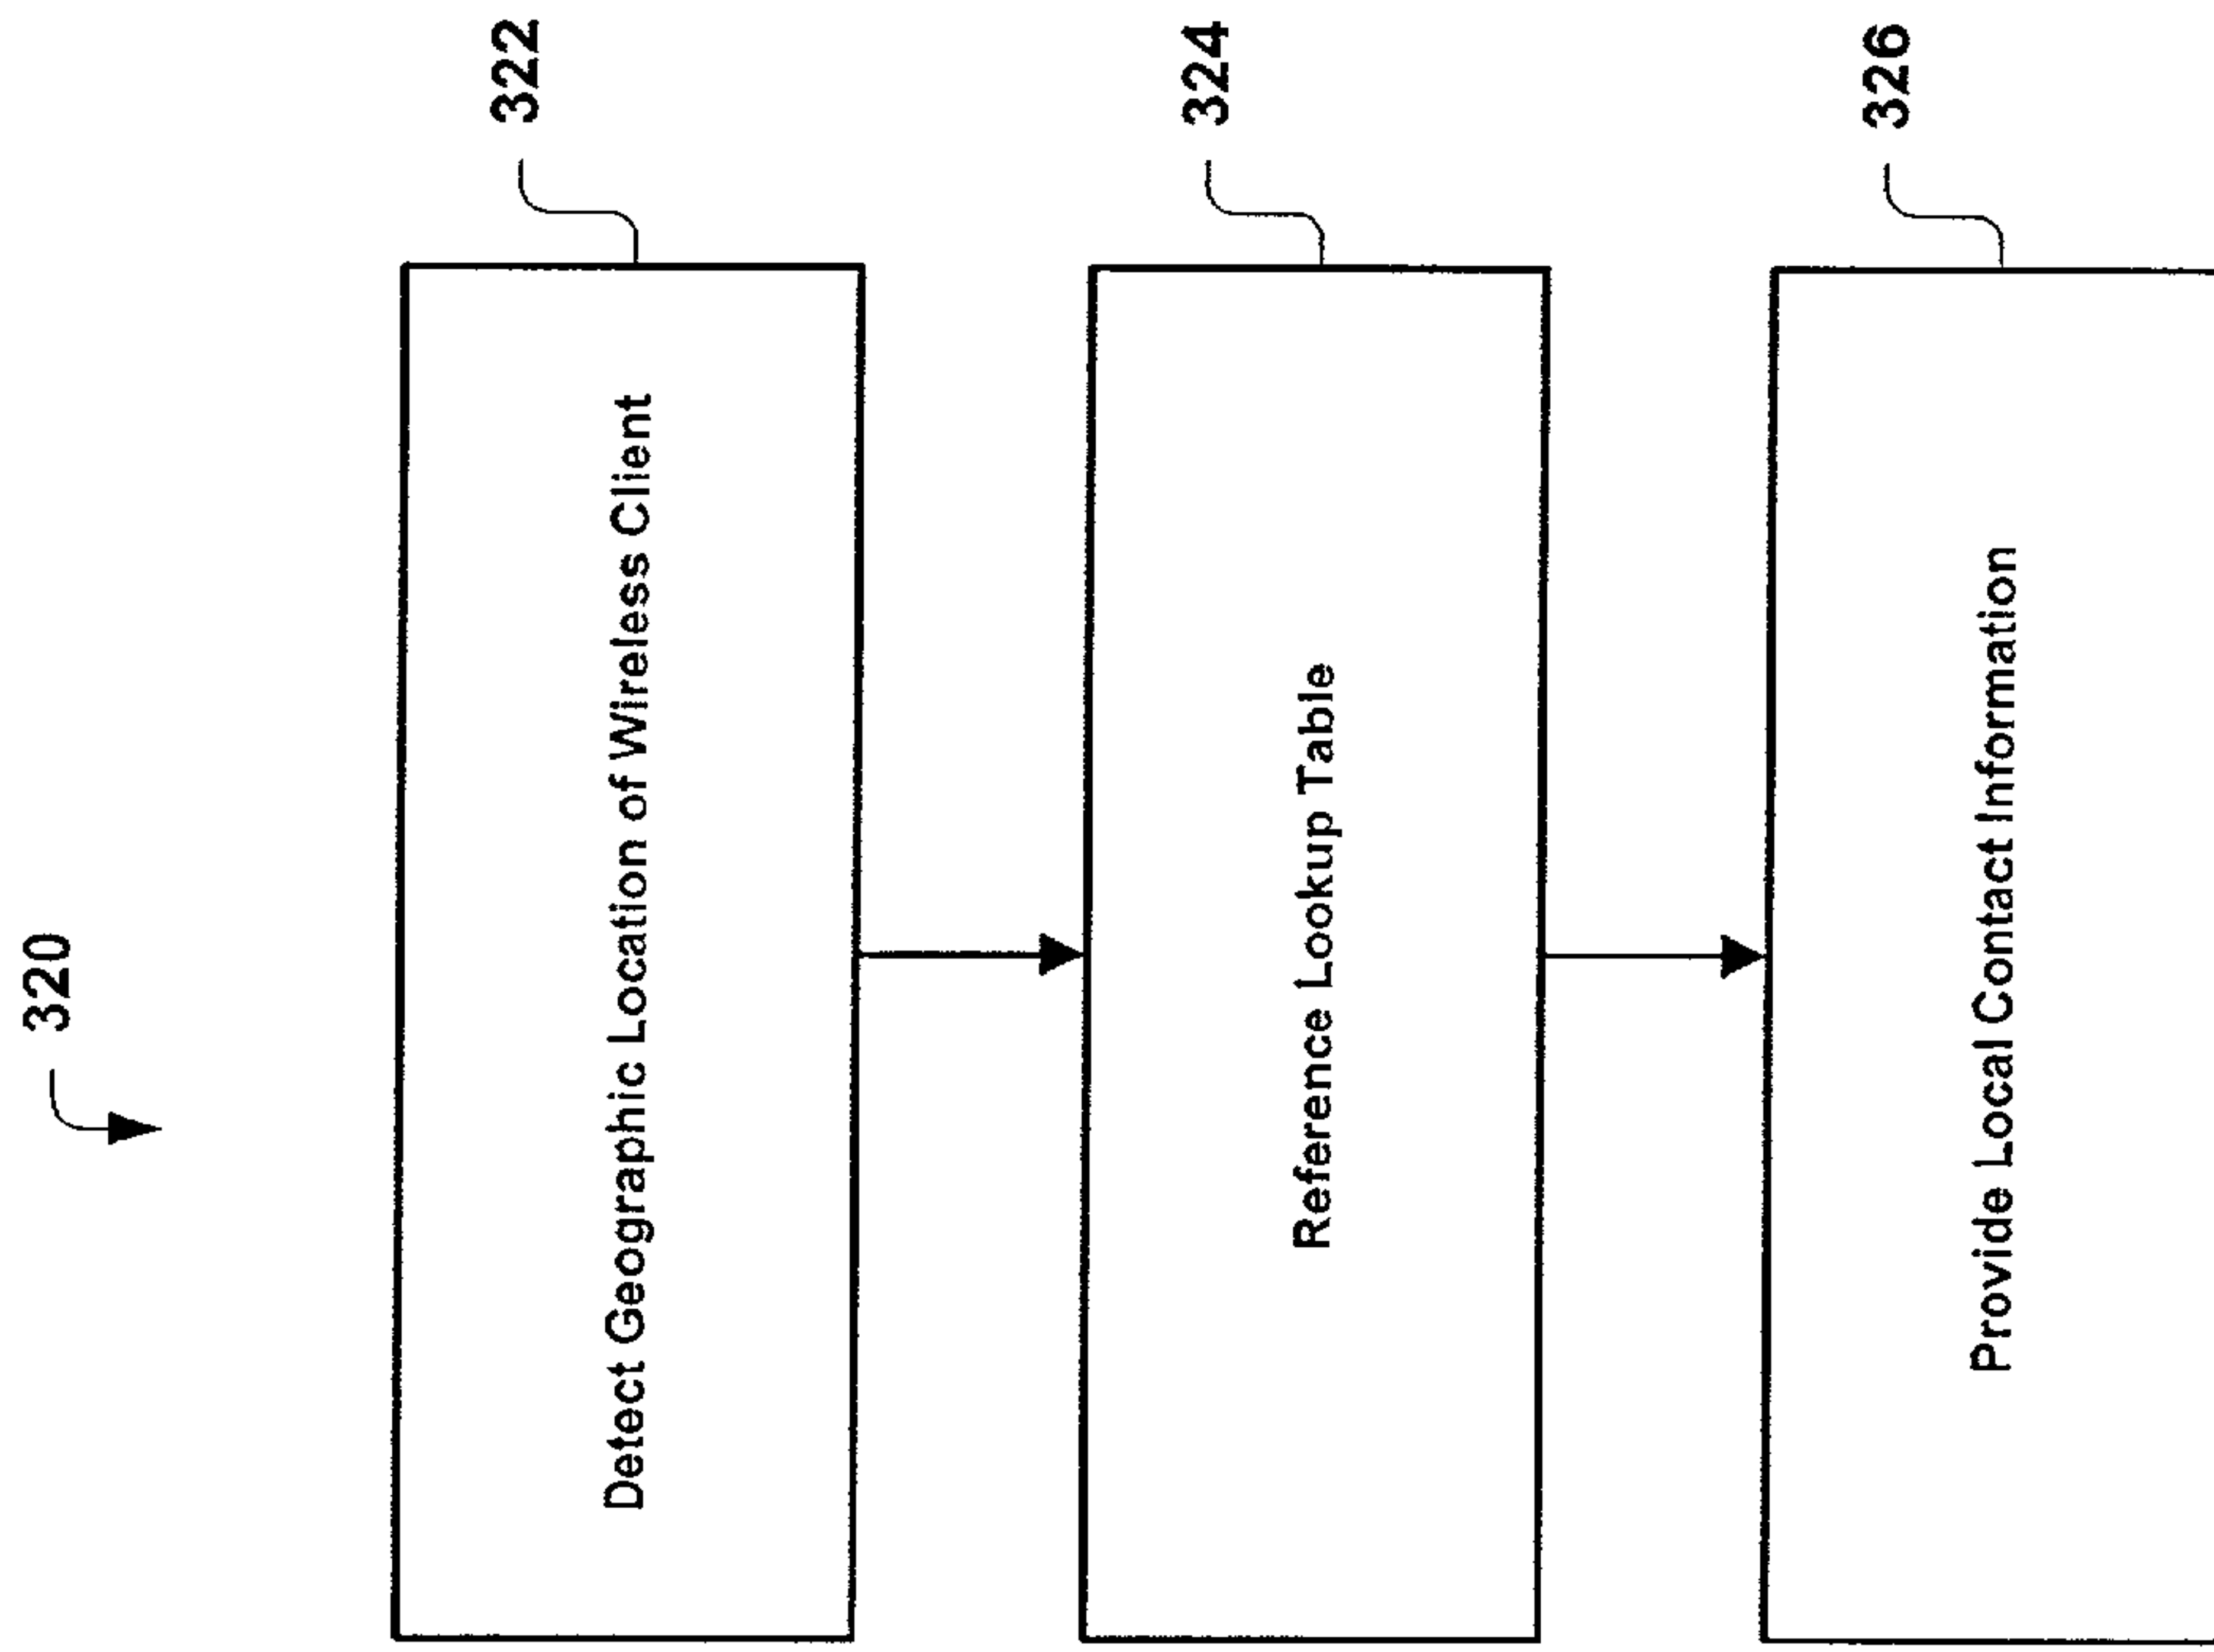 320
322
Detect Geographic Location of Wireless Client
324
Reference Lookup Table
326
Provide Local Contact Information